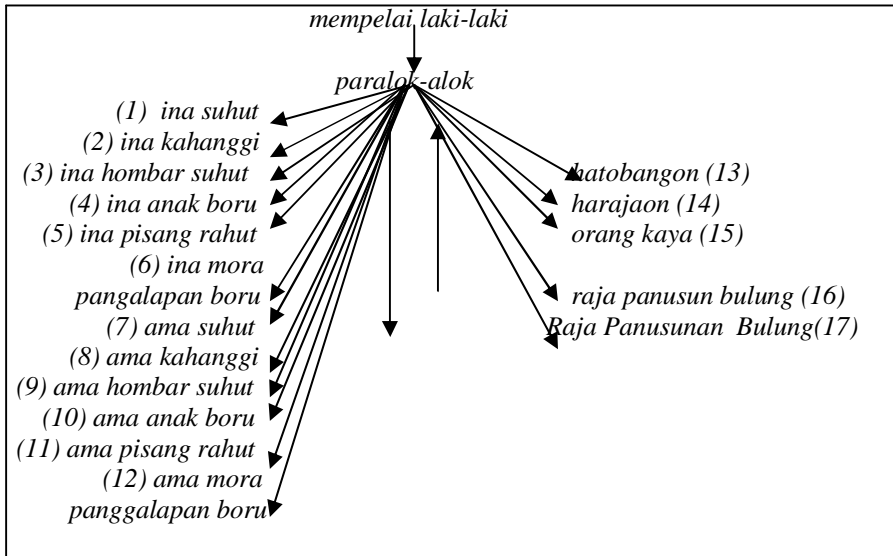 mempelai laki-laki
paralok-alok
(1) ina suhut
(2) ina kahanggi
(3) ina hombar suhut
(4) ina anak boru
(5) ina pisang rahut
(6) ina mora
pangalapan boru
(7) ama suhut
(8) ama kahanggi
(9) ama hombar suhut
(10) ama anak boru
(11) ama pisang rahut
(12) ama mora
panggalapan boru
hatobangon (13)
harajaon (14)
orang kaya (15)
raja panusun bulung (16)
Raja Panusunan Bulung(17)